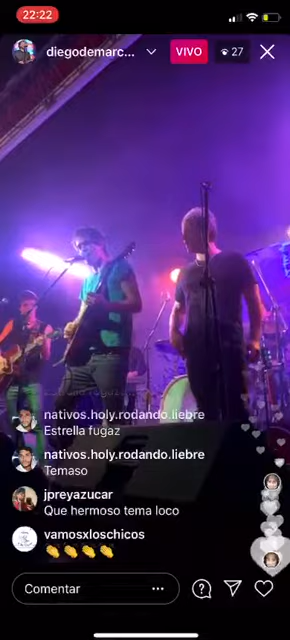 22:22
diegodemarc...
VIVO
27
nativos.holy.rodando.liebre
Estrella fugaz
nativos.holy.rodando.liebre
Temaso
jpreyazucar
Que hermoso tema loco
vamosxloschicos
👏👏👏👏
Comentar